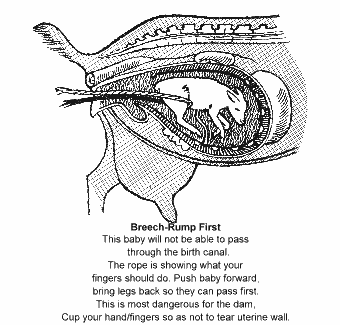 Breech-Rump First
This baby will not be able to pass
through the birth canal.
The rope is showing what your
fingers should do. Push baby forward,
bring legs back so they can pass first.
This is most dangerous for the dam,
Cup your hand/fingers so as not to tear uterine wall.